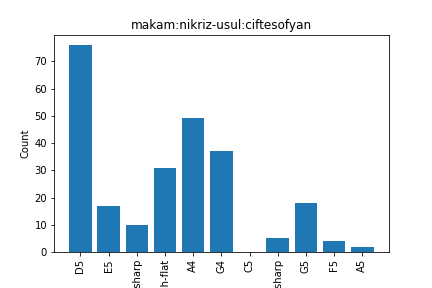 makam:nikriz-usul:ciftesofyan
Count
70
60
50
40
30
20
10
0
D5
E5
sharp
h-flat
A4
G4
C5
sharp
G5
F5
A5